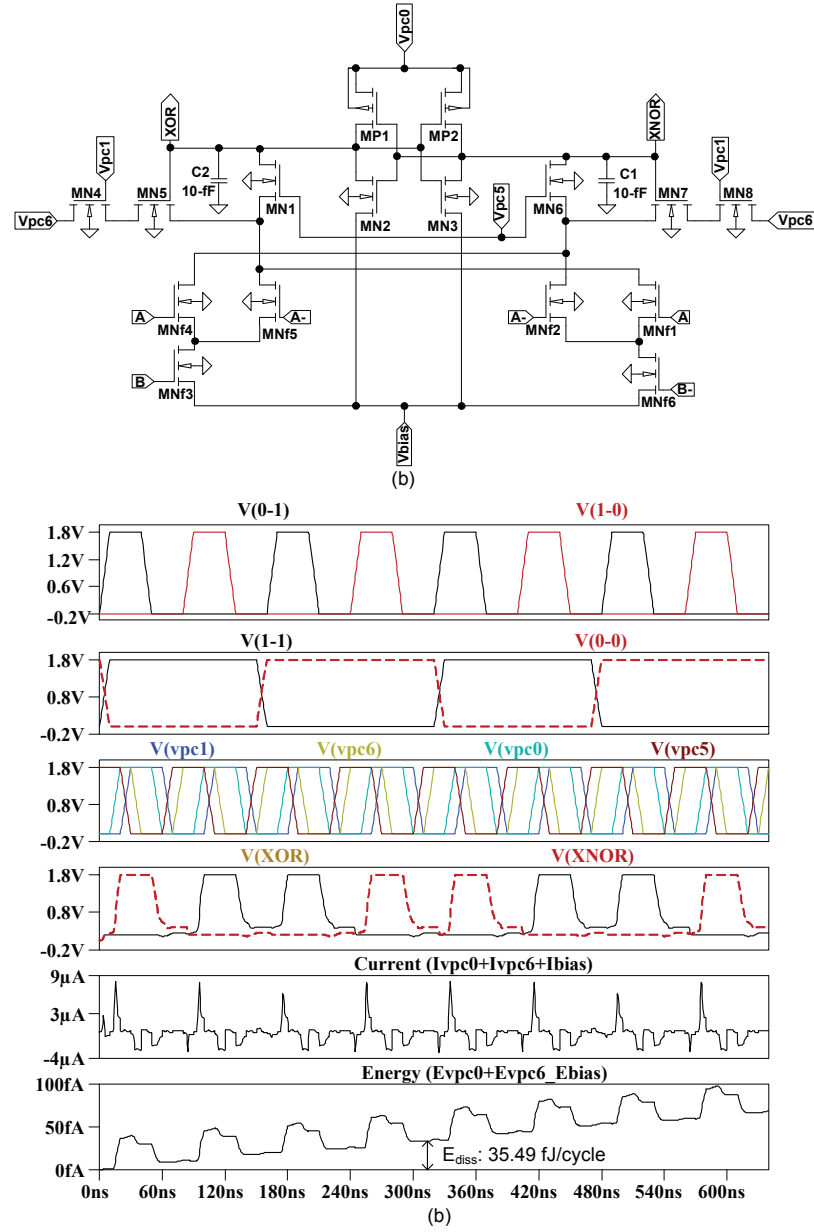 Vpc0
XOR
XNOR
Vpc1
Vpc1
MP1
MP2
C2
10-fF
C1
10-fF
MN4
MN5
MN1
MN2
MN3
Vpc5
MN6
MN7
MN8
Vpc6
Vpc6
A
MNf4
A-
MNf5
A-
MNf2
A
MNf1
B
MNf3
B-
MNf6
Vbias
(b)
V(0-1) V(1-0)
1.8V
1.2V
0.6V
-0.2V
V(1-1) V(0-0)
1.8V
0.8V
-0.2V
V(vpc1) V(vpc6) V(vpc0) V(vpc5)
1.8V
0.8V
-0.2V
V(XOR) V(XNOR)
1.8V
0.8V
-0.2V
Current (Ivpc0+Ivpc6+Ibias)
9µA
3µA
-4µA
Energy (Evpc0+Evpc6_Ebias)
100fA
50fA
0fA
E diss: 35.49 fJ/cycle
0ns 60ns 120ns 180ns 240ns 300ns 360ns 420ns 480ns 540ns 600ns
(b)